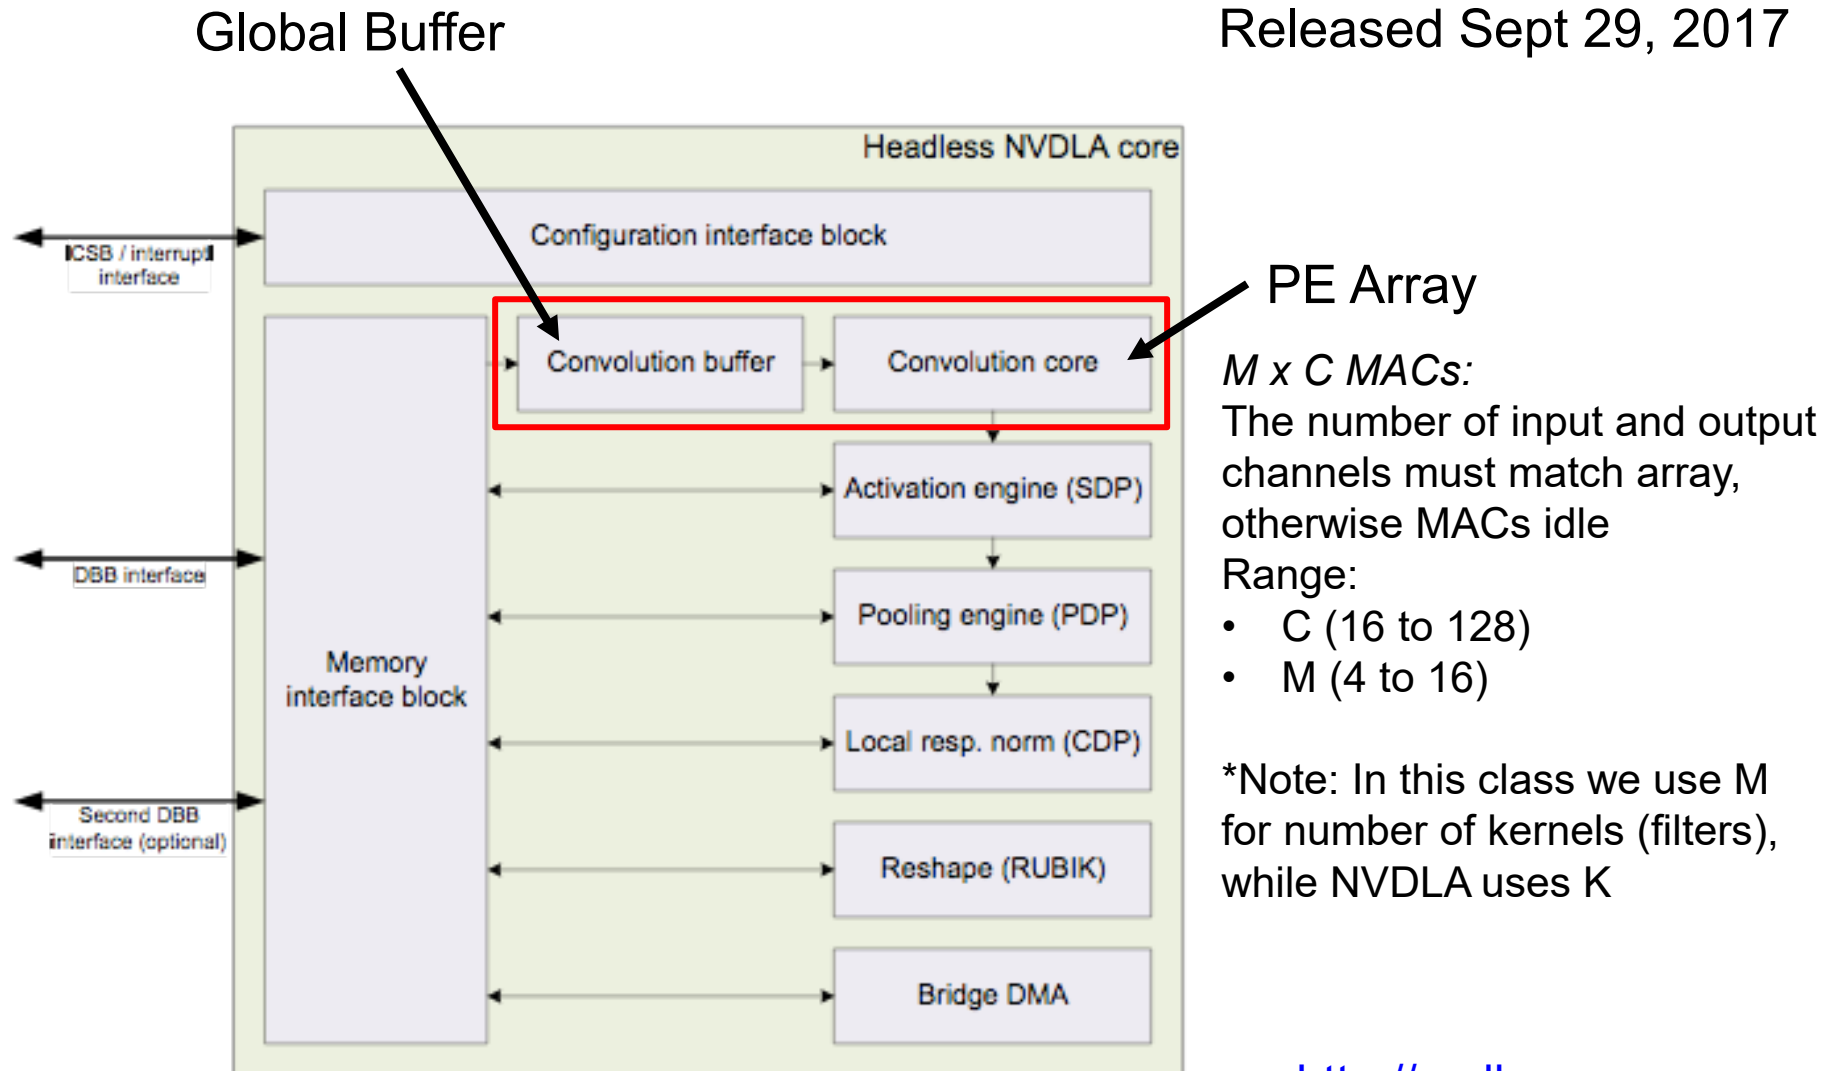 Global Buffer
Released Sept 29, 2017
Headless NVDLA core
Configuration interface block
CSB / interrupt
interface
PE Array
Convolution buffer
Convolution core
M x C MACs:
The number of input and output
channels must match array,
otherwise MACs idle
Range:
• C (16 to 128)
• M (4 to 16)
Activation engine (SDP)
DBB interface
Pooling engine (PDP)
Memory
interface block
Local resp. norm (CDP)
*Note: In this class we use M
for number of kernels (filters),
while NVDLA uses K
Second DBB
interface (optional)
Reshape (RUBIK)
Bridge DMA